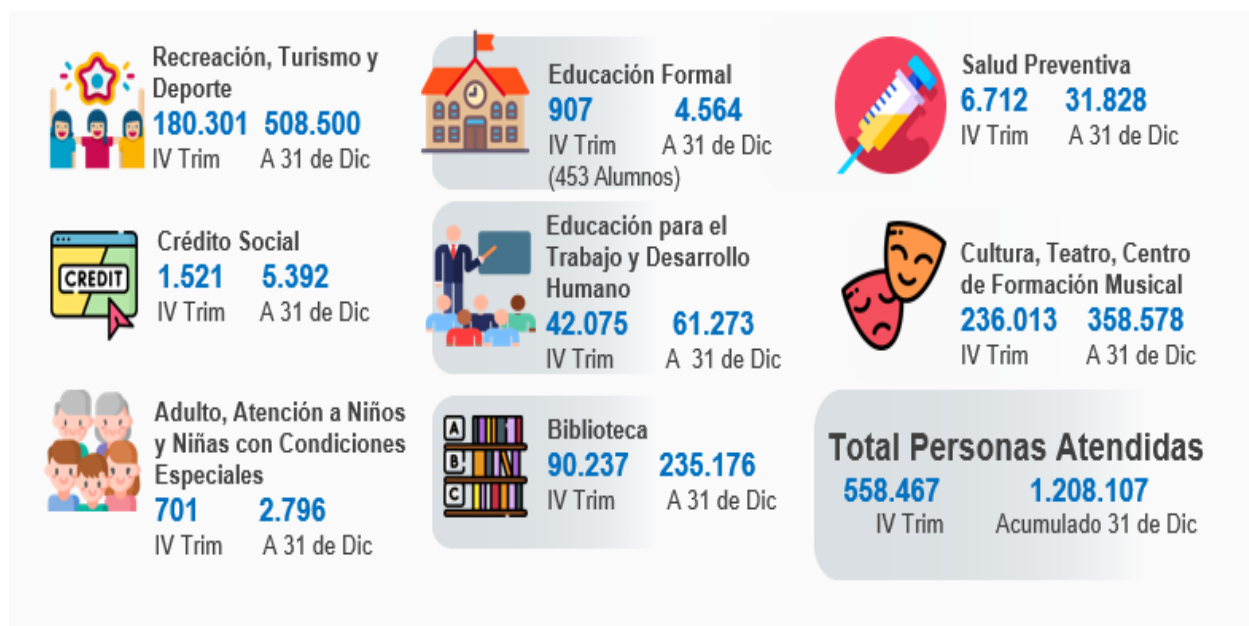 Recreación, Turismo y
Deporte
180.301 508.500
IV Trim A 31 de Dic
Educación Formal
907 4.564
IV Trim A 31 de Dic
(453 Alumnos)
Salud Preventiva
6.712 31.828
IV Trim A 31 de Dic
CREDIT
Crédito Social
1.521 5.392
IV Trim A 31 de Dic
Educación para el
Trabajo y Desarrollo
Humano
42.075 61.273
IV Trim A 31 de Dic
Cultura, Teatro, Centro
de Formación Musical
236.013 358.578
IV Trim A 31 de Dic
Adulto, Atención a Niños
y Niñas con Condiciones
Especiales
701 2.796
IV Trim A 31 de Dic
A
B
C
Biblioteca
90.237 235.176
IV Trim A 31 de Dic
Total Personas Atendidas
558.467 1.208.107
IV Trim Acumulado 31 de Dic